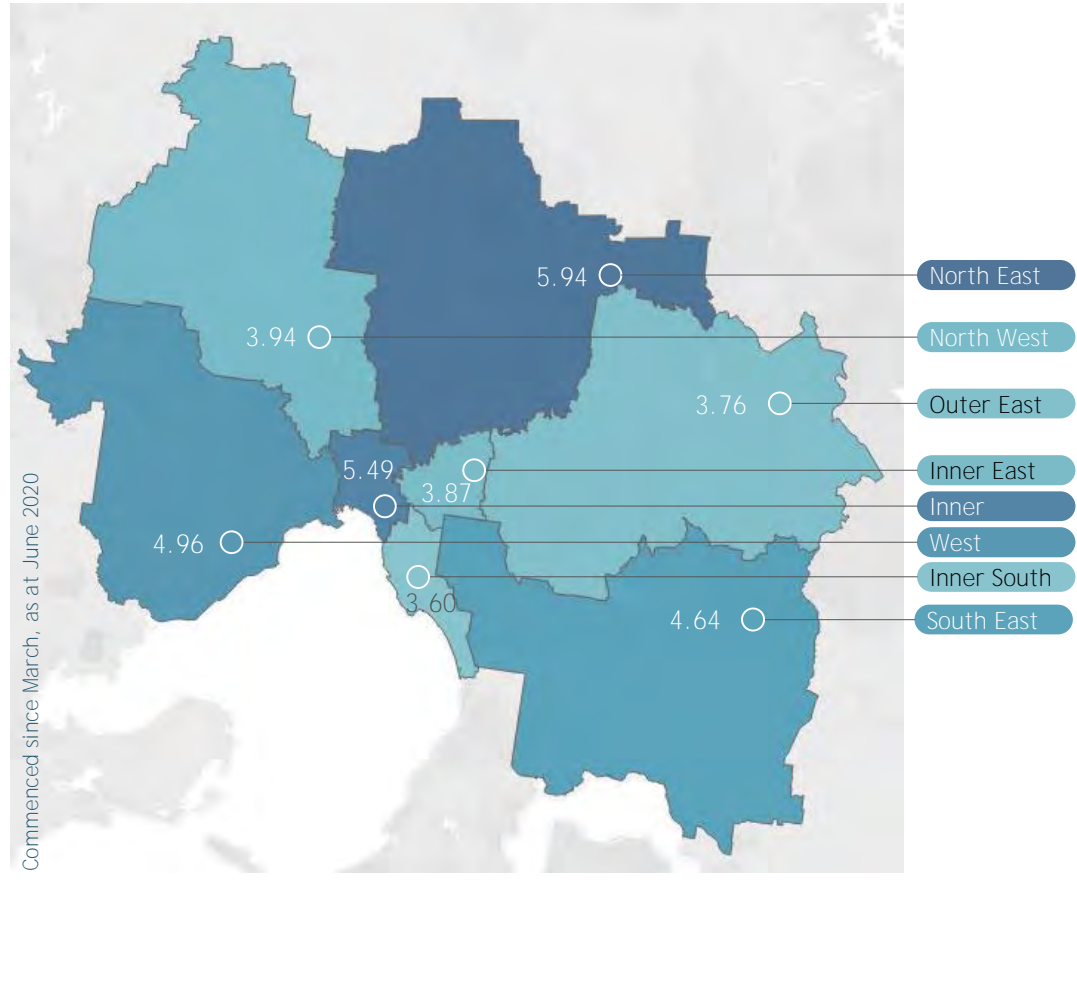 5.94
North East
3.94
North West
3.76
Outer East
5.49
3.87
Inner East
Inner
4.96
West
Inner South
3.60
4.64
South East
Commenced since March, as at June 2020